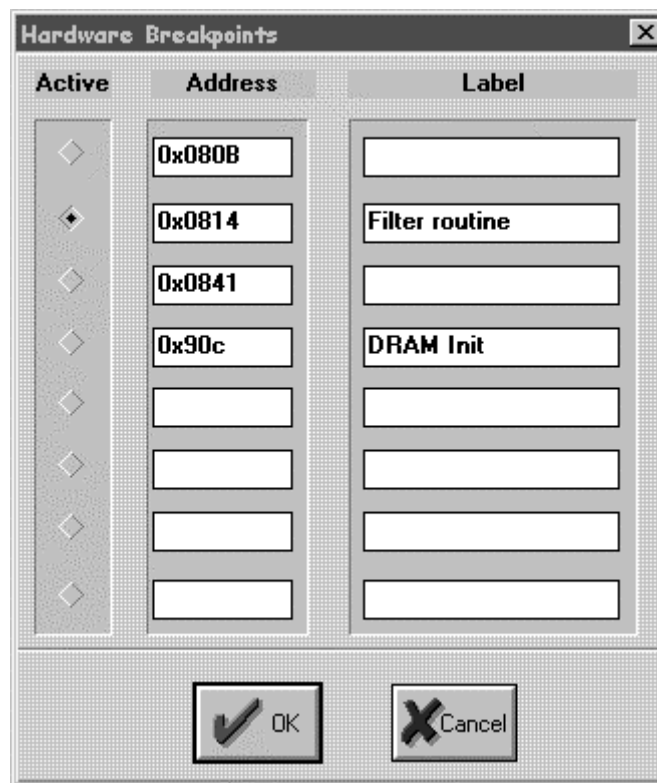 Hardware Breakpoints
Active Address Label
0x080B
0x0814 Filter routine
0x0841
0x90c DRAM Init
OK Cancel